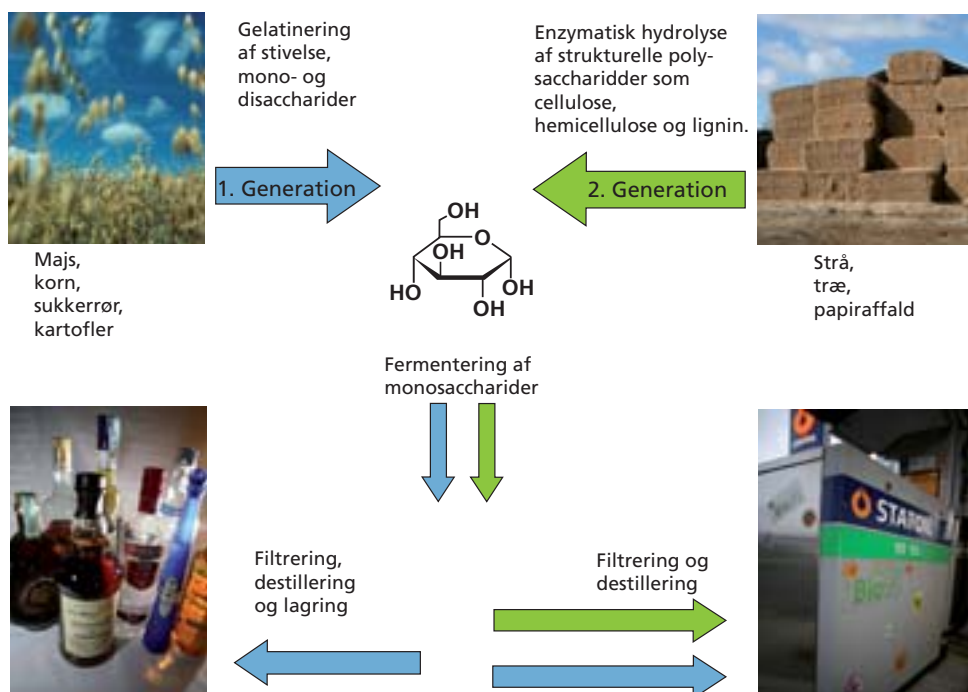 Gelatinering
af stivelse,
mono- og
disaccharider
Enzymatisk hydrolyse
af strukturelle poly-
saccharidder som
cellulose,
hemicellulose og lignin.
1. Generation
2. Generation
Majs,
korn,
sukkerrør,
kartofler
OH
O
OH
HO
OH
OH
Strå,
træ,
papiraffald
Fermentering af
monosaccharider
Filtrering,
destillering
og lagring
Filtrering og
destillering
STATOIL